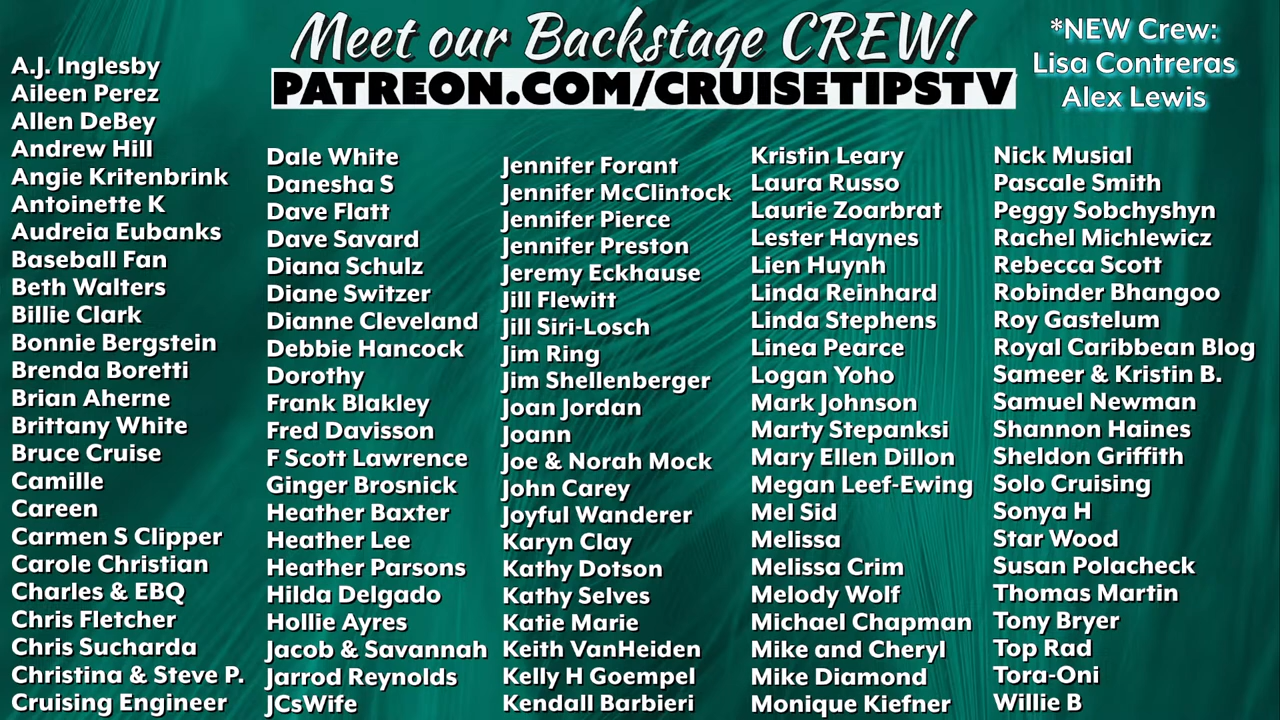 Meet our Backstage CREW!
PATREON.COM/CRUISETIPSTV
*NEW Crew:
Lisa Contreras
Alex Lewis
A.J. Inglesby
Aileen Perez
Allen DeBey
Andrew Hill
Angie Kritenbrink
Antoinette K
Audreia Eubanks
Baseball Fan
Beth Walters
Billie Clark
Bonnie Bergstein
Brenda Boretti
Brian Aherne
Brittany White
Bruce Cruise
Camille
Careen
Carmen S Clipper
Carole Christian
Charles & EBQ
Chris Fletcher
Chris Sucharda
Christina & Steve P.
Cruising Engineer
Dale White
Danesha S
Dave Flatt
Dave Savard
Diana Schulz
Diane Switzer
Dianne Cleveland
Debbie Hancock
Dorothy
Frank Blakley
Fred Davisson
F Scott Lawrence
Ginger Brosnick
Heather Baxter
Heather Lee
Heather Parsons
Hilda Delgado
Hollie Ayres
Jacob & Savannah
Jarrod Reynolds
JCsWife
Jennifer Forant
Jennifer McClintock
Jennifer Pierce
Jennifer Preston
Jeremy Eckhause
Jill Flewitt
Jill Siri-Losch
Jim Ring
Jim Shellenberger
Joan Jordan
Joann
Joe & Norah Mock
John Carey
Joyful Wanderer
Karyn Clay
Kathy Dotson
Kathy Selves
Katie Marie
Keith VanHeiden
Kelly H Goempel
Kendall Barbieri
Kristin Leary
Laura Russo
Laurie Zoarbrat
Lester Haynes
Lien Huynh
Linda Reinhard
Linda Stephens
Linea Pearce
Logan Yoho
Mark Johnson
Marty Stepanksi
Mary Ellen Dillon
Megan Leef-Ewing
Mel Sid
Melissa
Melissa Crim
Melody Wolf
Michael Chapman
Mike and Cheryl
Mike Diamond
Monique Kiefner
Nick Musial
Pascale Smith
Peggy Sobchyshyn
Rachel Michlewicz
Rebecca Scott
Robinder Bhangoo
Roy Gastelum
Royal Caribbean Blog
Sameer & Kristin B.
Samuel Newman
Shannon Haines
Sheldon Griffith
Solo Cruising
Sonya H
Star Wood
Susan Polacheck
Thomas Martin
Tony Bryer
Top Rad
Tora-Oni
Willie B